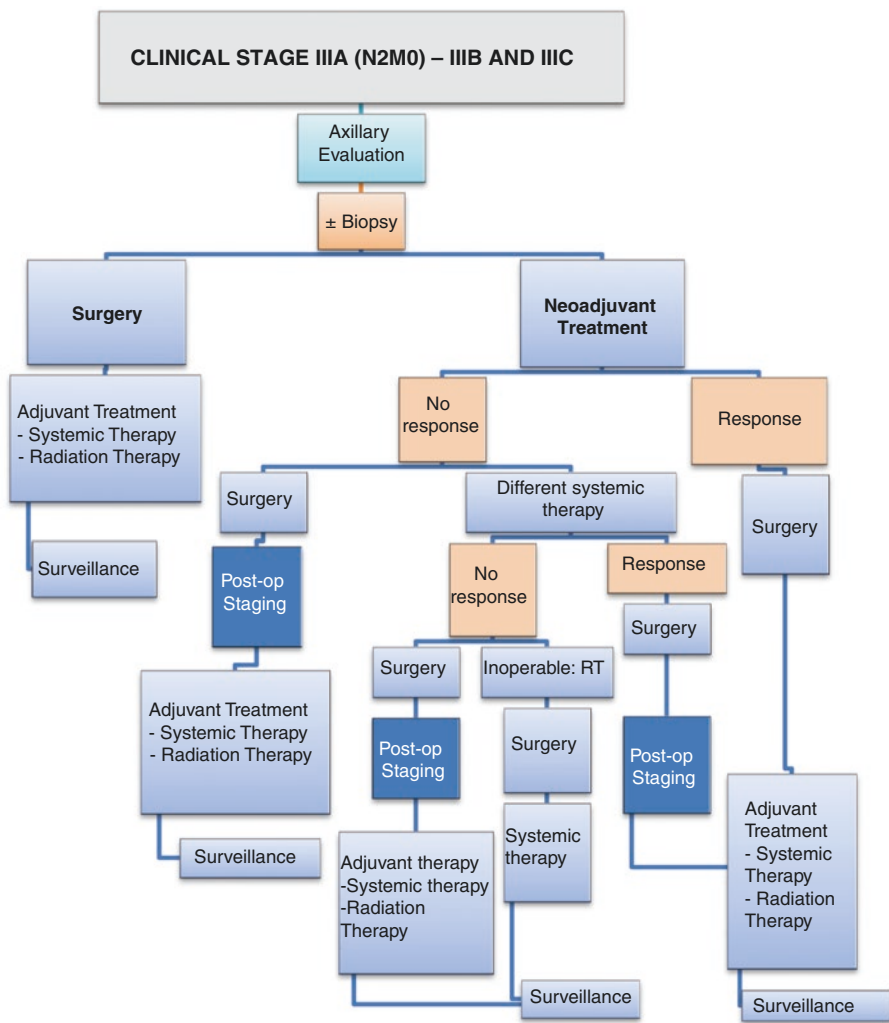 CLINICAL STAGE IIIA (N2M0) – IIIB AND IIIC
Axillary
Evaluation
± Biopsy
Surgery
Adjuvant Treatment
- Systemic Therapy
- Radiation Therapy
Surveillance
Neoadjuvant
Treatment
No
response
Surgery
Post-op
Staging
Adjuvant Treatment
- Systemic Therapy
- Radiation Therapy
Surveillance
Different systemic
therapy
No
response
Surgery
Post-op
Staging
Adjuvant therapy
-Systemic therapy
-Radiation
Therapy
Inoperable: RT
Surgery
Systemic
therapy
Surveillance
Response
Surgery
Post-op
Staging
Response
Surgery
Adjuvant
Treatment
- Systemic
Therapy
- Radiation
Therapy
Surveillance